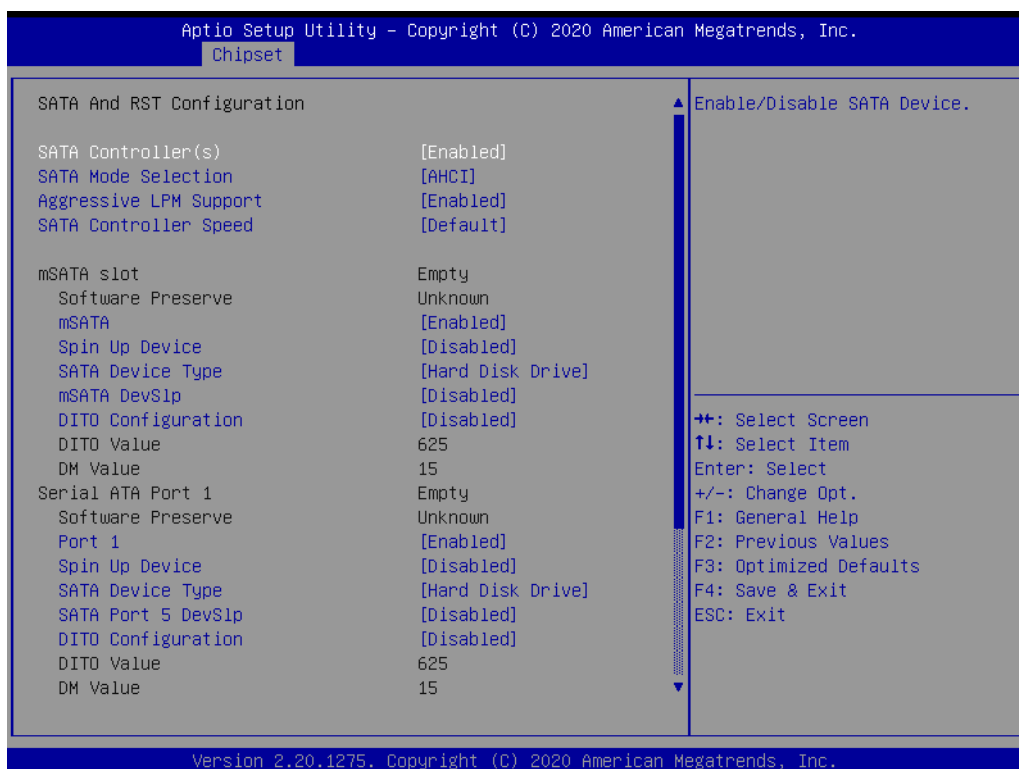 Aptio Setup Utility – Copyright (C) 2020 American Megatrends, Inc.
Chipset
SATA And RST Configuration
SATA Controller(s) [Enabled]
SATA Mode Selection [AHCI]
Aggressive LPM Support [Enabled]
SATA Controller Speed [Default]
mSATA slot Empty
Software Preserve Unknown
mSATA [Enabled]
Spin Up Device [Disabled]
SATA Device Type [Hard Disk Drive]
mSATA DevSlp [Disabled]
DITO Configuration [Disabled]
DITO Value 625
DM Value 15
Serial ATA Port 1 Empty
Software Preserve Unknown
Port 1 [Enabled]
Spin Up Device [Disabled]
SATA Device Type [Hard Disk Drive]
SATA Port 5 DevSlp [Disabled]
DITO Configuration [Disabled]
DITO Value 625
DM Value 15
Enable/Disable SATA Device.
→←: Select Screen
↑↓: Select Item
Enter: Select
+/-: Change Opt.
F1: General Help
F2: Previous Values
F3: Optimized Defaults
F4: Save & Exit
ESC: Exit
Version 2.20.1275. Copyright (C) 2020 American Megatrends, Inc.